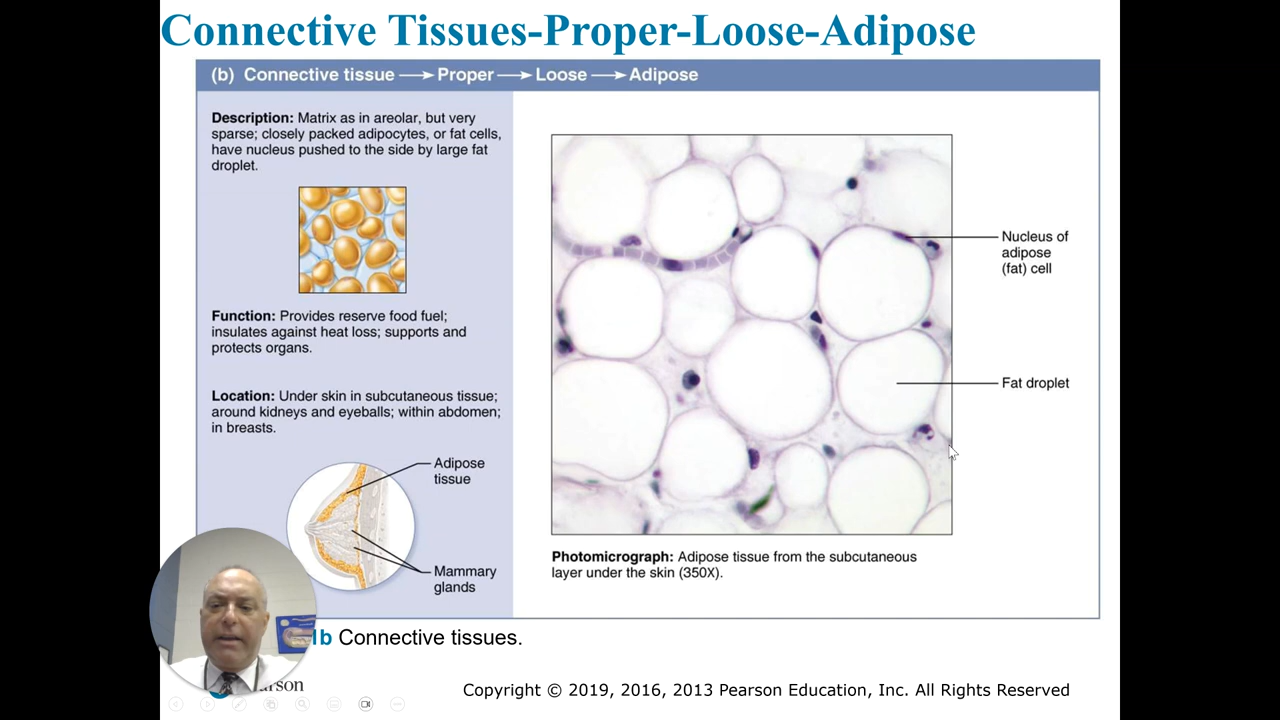 Connective Tissues-Proper-Loose-Adipose
(b) Connective tissue → Proper → Loose → Adipose
Description: Matrix as in areolar, but very
sparse; closely packed adipocytes, or fat cells,
have nucleus pushed to the side by large fat
droplet.
Function: Provides reserve food fuel;
insulates against heat loss; supports and
protects organs.
Location: Under skin in subcutaneous tissue;
around kidneys and eyeballs; within abdomen;
in breasts.
Adipose
tissue
Mammary
glands
Nucleus of
adipose
(fat) cell
Fat droplet
Photomicrograph: Adipose tissue from the subcutaneous
layer under the skin (350X).
Connective tissues.
Copyright © 2019, 2016, 2013 Pearson Education, Inc. All Rights Reserved